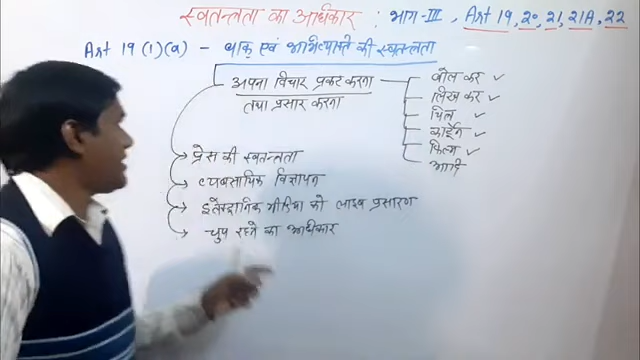 स्वतन्त्रता का अधिकार : भाग-III, Art 19, 20, 21, 21A, 22
Art 19(1)(a) - वाक् एवं अभिव्यक्ति की स्वतन्त्रता
अपना विचार प्रकट करना
तथा प्रसार करना
बोल कर ✓
लिख कर ✓
चित्र ✓
कार्टून ✓
फिल्म ✓
आदि
प्रेस की स्वतन्त्रता
व्यवसायिक विज्ञापन
इलेक्ट्रानिक मीडिया को लाइव प्रसारण
चुप रहने का अधिकार